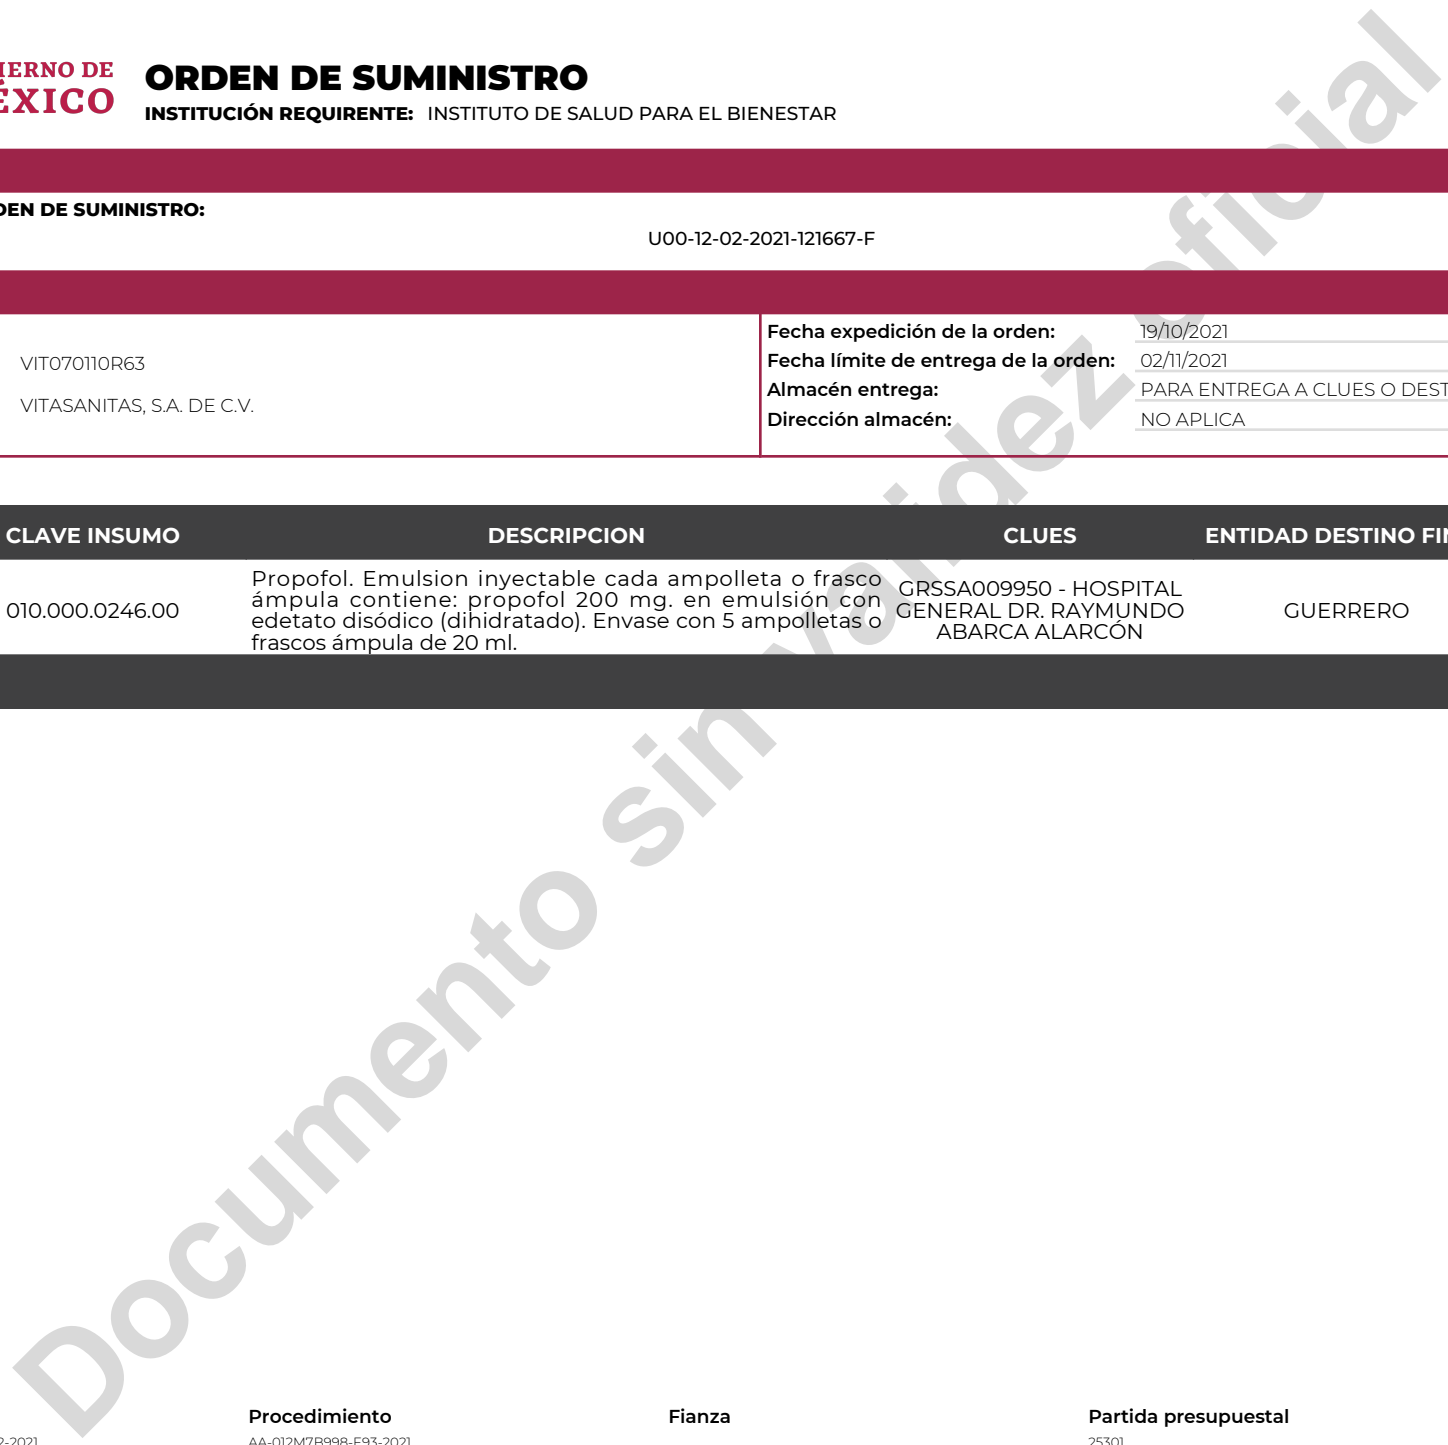 ORDEN DE SUMINISTRO
DE
INSTITUCIÓN REQUIRENTE: INSTITUTO DE SALUD PARA EL BIENESTAR
DE SUMINISTRO:
U00-12-02-2021-121667-F
VIT070110R63
VITASANITAS, S.A. DE C.V.
Fecha expedición de la orden: 19/10/2021
Fecha límite de entrega de la orden: 02/11/2021
Almacén entrega: PARA ENTREGA A CLUES O
Dirección almacén: NO APLICA
CLAVE INSUMO DESCRIPCION CLUES ENTIDAD DESTINO
010.000.0246.00
Propofol. Emulsion inyectable cada ampolleta o frasco
ámpula contiene: propofol 200 mg. en emulsión con
edetato disódico (dihidratado). Envase con 5 ampolletas o
frascos ámpula de 20 ml.
GRSSA009950 - HOSPITAL
GENERAL DR. RAYMUNDO
ABARCA ALARCÓN
GUERRERO
Documento sin validez oficial
Procedimiento Fianza Partida presupuestal
AA-012M7B998-E93-2021 25301